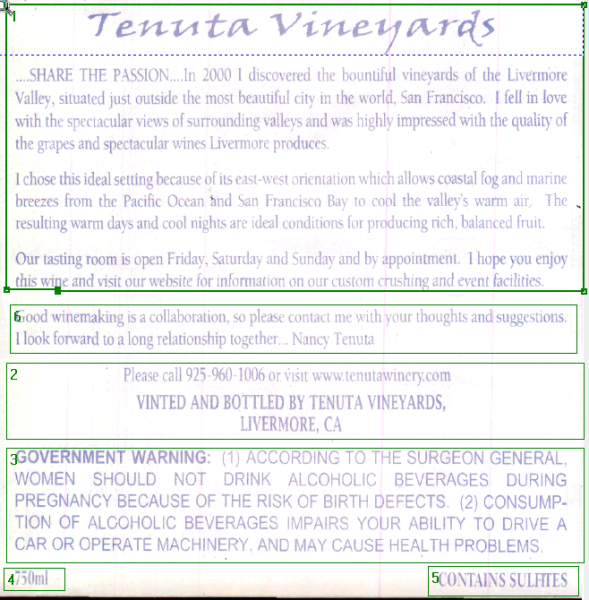 1
Tenuta Vineyards
....SHARE THE PASSION....In 2000 I discovered the bountiful vineyards of the Livermore
Valley, situated just outside the most beautiful city in the world, San Francisco. I fell in love
with the spectacular views of surrounding valleys and was highly impressed with the quality of
the grapes and spectacular wines Livermore produces.
I chose this ideal setting because of its east-west orientation which allows coastal fog and marine
breezes from the Pacific Ocean and San Francisco Bay to cool the valley's warm air. The
resulting warm days and cool nights are ideal conditions for producing rich, balanced fruit.
Our tasting room is open Friday, Saturday and Sunday and by appointment. I hope you enjoy
this wine and visit our website for information on our custom crushing and event facilities.
6
Good winemaking is a collaboration, so please contact me with your thoughts and suggestions.
I look forward to a long relationship together... Nancy Tenuta
2
Please call 925-960-1006 or visit www.tenutawinery.com
VINTED AND BOTTLED BY TENUTA VINEYARDS,
LIVERMORE, CA
3
GOVERNMENT WARNING: (1) ACCORDING TO THE SURGEON GENERAL,
WOMEN SHOULD NOT DRINK ALCOHOLIC BEVERAGES DURING
PREGNANCY BECAUSE OF THE RISK OF BIRTH DEFECTS. (2) CONSUMP-
TION OF ALCOHOLIC BEVERAGES IMPAIRS YOUR ABILITY TO DRIVE A
CAR OR OPERATE MACHINERY, AND MAY CAUSE HEALTH PROBLEMS.
4 750ml
5 CONTAINS SULFITES